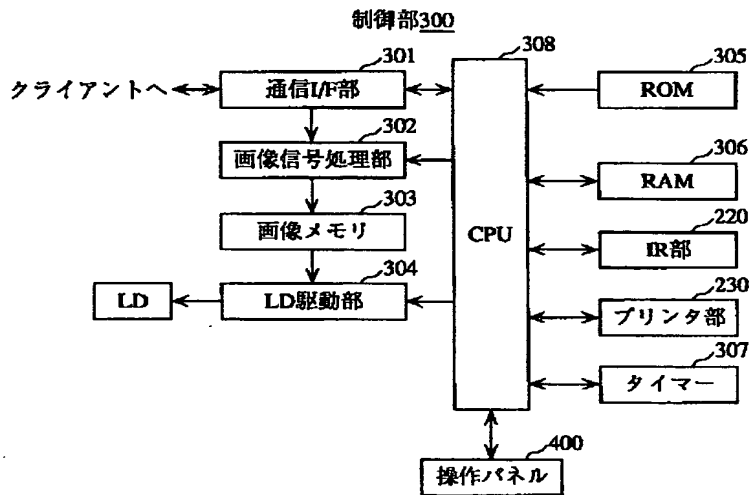 制御部300
301
308
305
クライアントへ
通信I/F部
ROM
302
画像信号処理部
306
RAM
303
画像メモリ
CPU
220
IR部
304
LD
LD駆動部
230
プリンタ部
307
タイマー
400
操作パネル